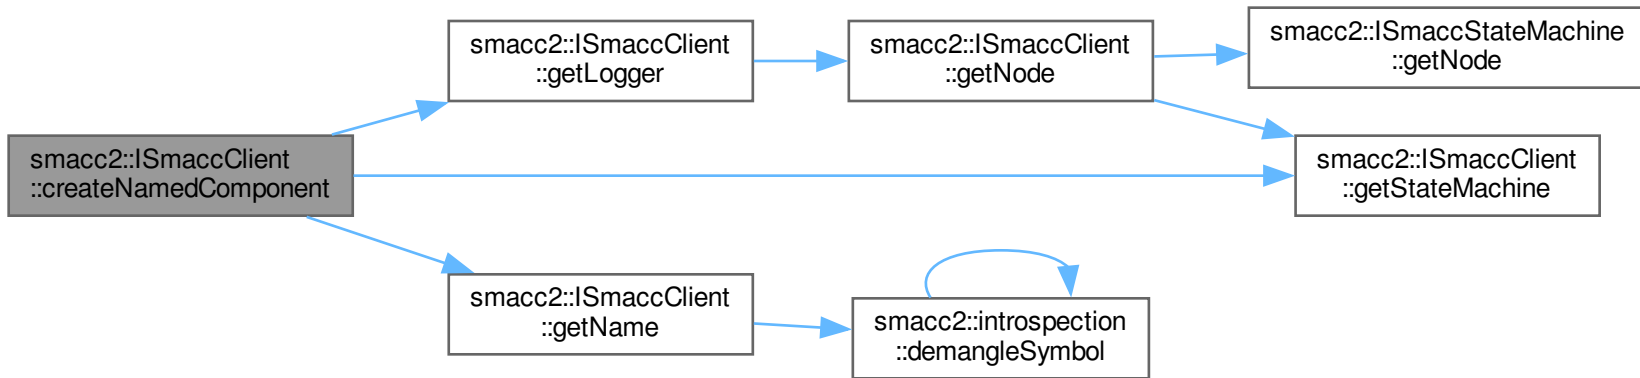 smacc2::ISmaccClient
::createNamedComponent
smacc2::ISmaccClient
::getLogger
smacc2::ISmaccClient
::getNode
smacc2::ISmaccStateMachine
::getNode
smacc2::ISmaccClient
::getStateMachine
smacc2::ISmaccClient
::getName
smacc2::introspection
::demangleSymbol